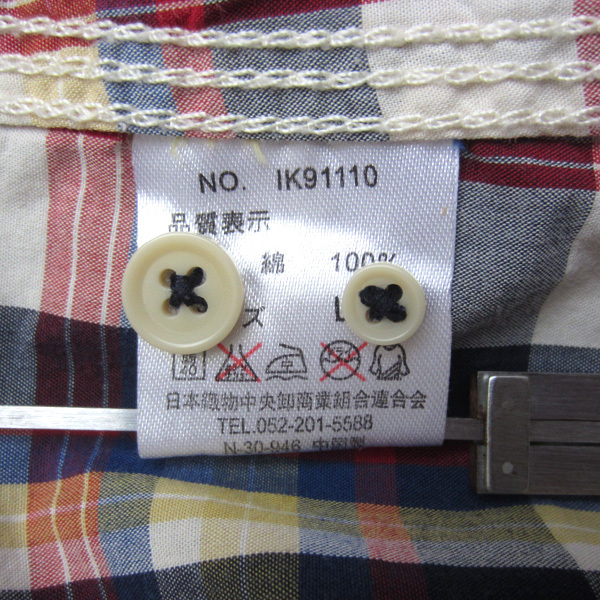 NO. IK91110
品質表示
綿 100%
ズ L
日本織物中央卸商業組合連合会
TEL.052-201-5588
N-30-946 中国製